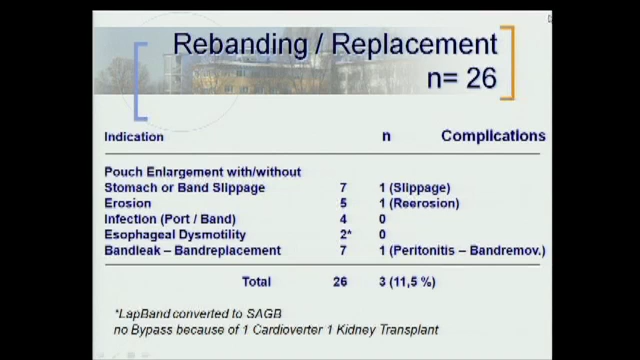 Rebanding / Replacement
n= 26
Indication n Complications
Pouch Enlargement with/without
Stomach or Band Slippage 7 1 (Slippage)
Erosion 5 1 (Reerosion)
Infection (Port / Band) 4 0
Esophageal Dysmotility 2* 0
Bandleak – Bandreplacement 7 1 (Peritonitis – Bandremov.)
Total 26 3 (11,5 %)
*LapBand converted to SAGB
no Bypass because of 1 Cardioverter 1 Kidney Transplant